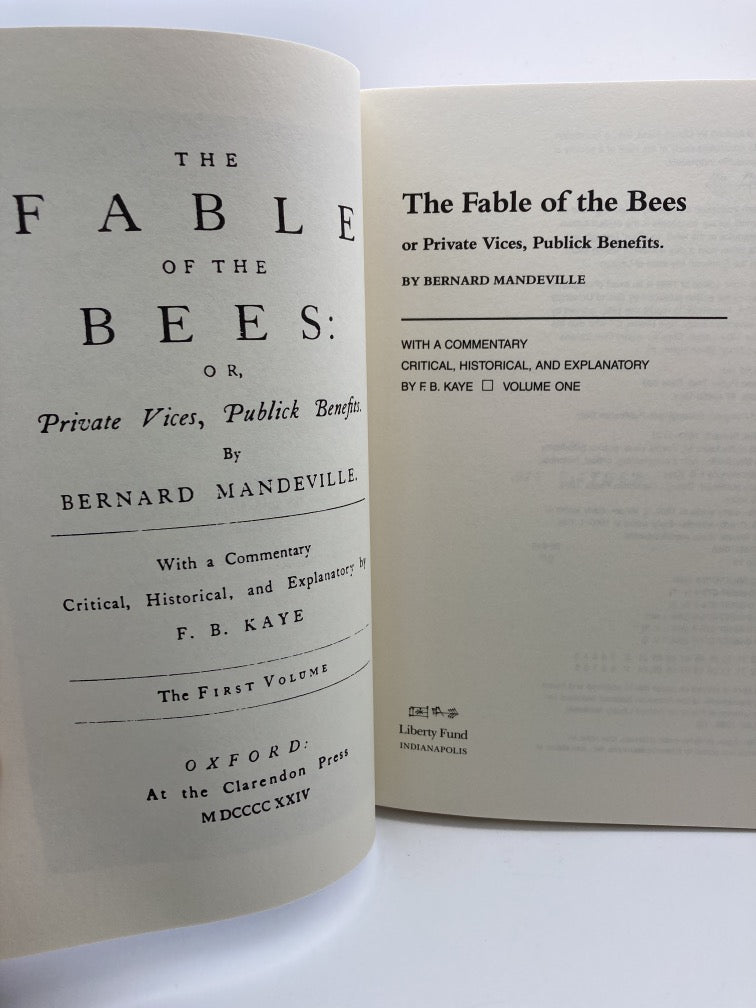 THE
FABLE
OF THE
BEES:
OR,
Private Vices, Publick Benefits.
By
BERNARD MANDEVILLE.
With a Commentary
Critical, Historical, and Explanatory by
F. B. KAYE
The FIRST VOLUME
OXFORD:
At the Clarendon Press
MDCCCCXXIV
The Fable of the Bees
or Private Vices, Publick Benefits.
BY BERNARD MANDEVILLE
WITH A COMMENTARY
CRITICAL, HISTORICAL, AND EXPLANATORY
BY F. B. KAYE □ VOLUME ONE
Liberty Fund
INDIANAPOLIS